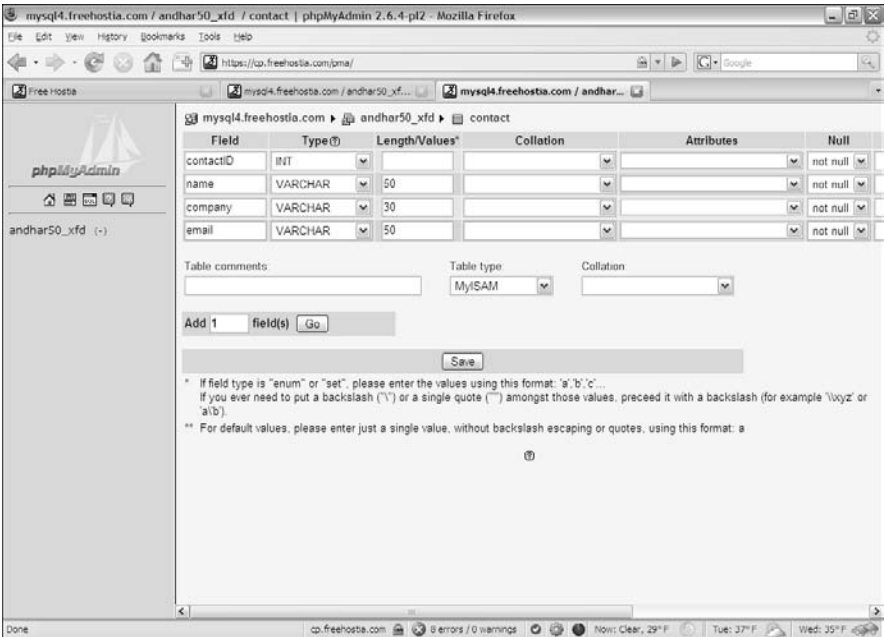 mysql4.freehostia.com / andhar50_xfd / contact | phpMyAdmin 2.6.4-pl2 - Mozilla Firefox
File Edit View History Bookmarks Tools Help
https://cp.freehostia.com/pma/
G Google
Free Hostia
mysql4.freehostia.com / andhar50_xf...
mysql4.freehostia.com / andhar...
phpMyAdmin
andhar50_xfd (-)
mysql4.freehostia.com ▸ andhar50_xfd ▸ contact
Field Type Length/Values* Collation Attributes Null
contactID INT not null
name VARCHAR 50 not null
company VARCHAR 30 not null
email VARCHAR 50 not null
Table comments: Table type: Collation:
MyISAM
Add 1 field(s) Go
Save
* If field type is "enum" or "set", please enter the values using this format: 'a','b','c'...
If you ever need to put a backslash ("\") or a single quote ("'") amongst those values, preceed it with a backslash (for example '\\xyz' or
'a\'b').
** For default values, please enter just a single value, without backslash escaping or quotes, using this format: a
Done cp.freehostia.com 8 errors / 0 warnings Now: Clear, 29° F Tue: 37° F Wed: 35° F